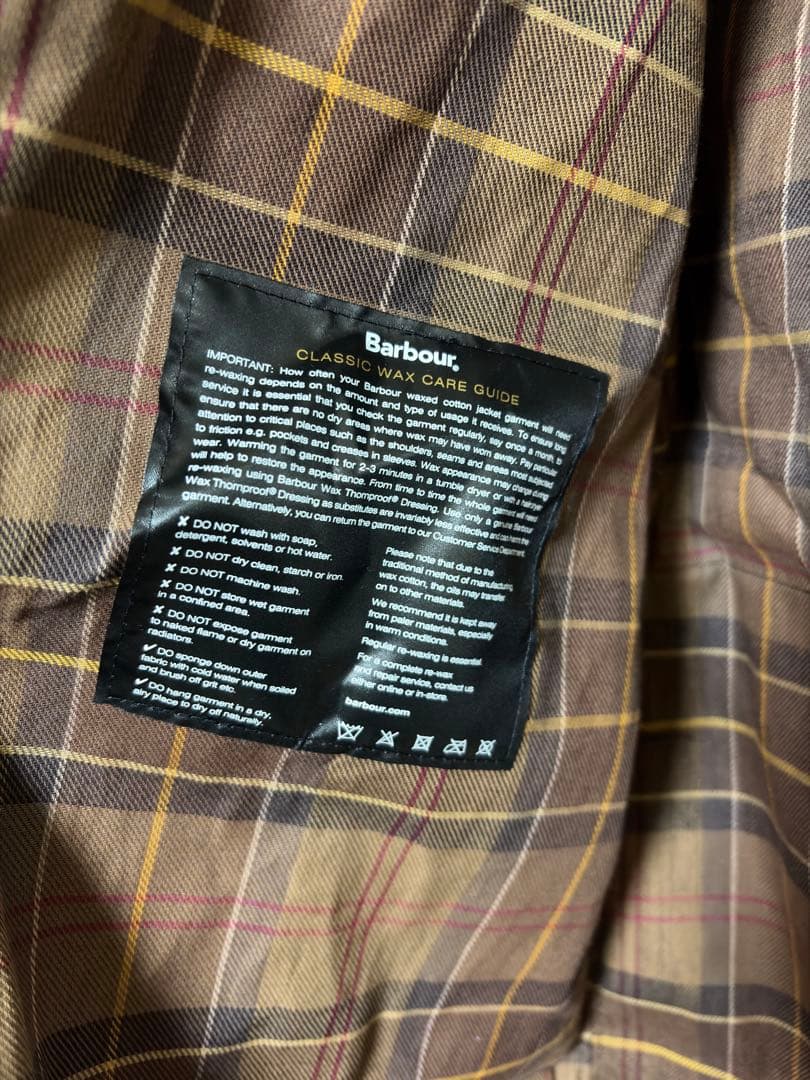 Barbour.
CLASSIC WAX CARE GUIDE
IMPORTANT: How often your Barbour waxed cotton jacket garment will need
re-waxing depends on the amount and type of usage it receives. To ensure long
service it is essential that you check the garment regularly, say once a month to
ensure that there are no dry areas where wax may have worn away. Pay particular
attention to critical places such as the shoulders, seams and areas most subjected
to friction e.g. pockets and creases in sleeves. Wax appearance may change during
wear. Warming the garment for 2-3 minutes in a tumble dryer or with a hairdryer
will help to restore the appearance. From time to time the whole garment will need
re-waxing using Barbour Wax Thornproof® Dressing. Use only a genuine Barbour
Wax Thornproof® Dressing as substitutes are invariably less effective and can harm the
garment. Alternatively, you can return the garment to our Customer Service Department.
✘ DO NOT wash with soap,
detergent, solvents or hot water.
✘ DO NOT dry clean, starch or iron.
✘ DO NOT machine wash.
✘ DO NOT store wet garment
in a confined area.
✘ DO NOT expose garment
to naked flame or dry garment on
radiators.
✔ DO sponge down outer
fabric with cold water when soiled
and brush off grit etc.
✔ DO hang garment in a dry,
airy place to dry off naturally.
Please note that due to the
traditional method of manufacturing
wax cotton, the oils may transfer
on to other materials.
We recommend it is kept away
from paler materials, especially
in warm conditions.
Regular re-waxing is essential.
For a complete re-wax
and repair service, contact us
either online or in-store.
barbour.com